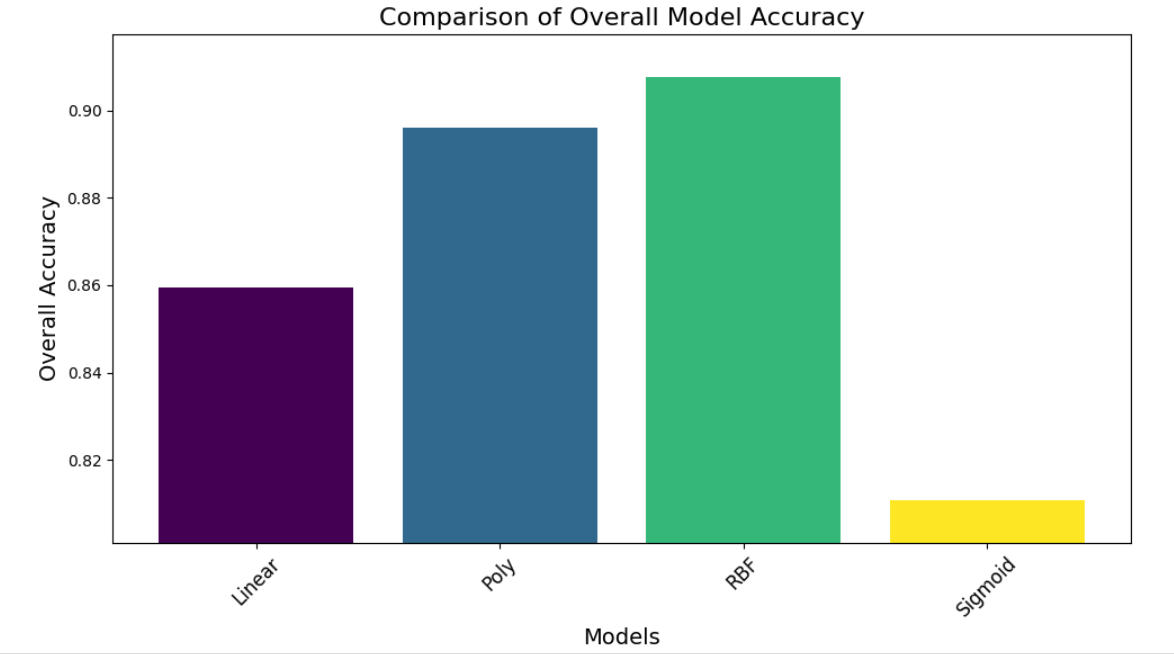 Comparison of Overall Model Accuracy
Overall Accuracy
0.90
0.88
0.86
0.84
0.82
Linear
Poly
RBF
Sigmoid
Models